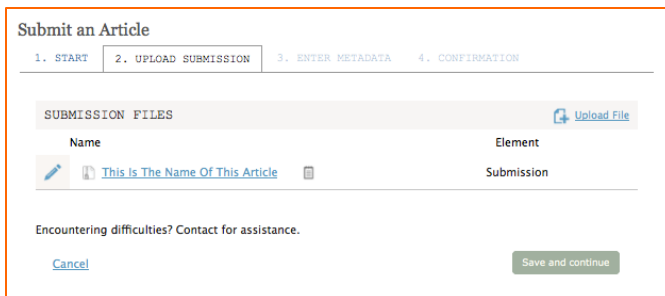 Submit an Article
1. START 2. UPLOAD SUBMISSION 3. ENTER METADATA 4. CONFIRMATION
SUBMISSION FILES Upload File
Name Element
This Is The Name Of This Article Submission
Encountering difficulties? Contact for assistance.
Cancel Save and continue